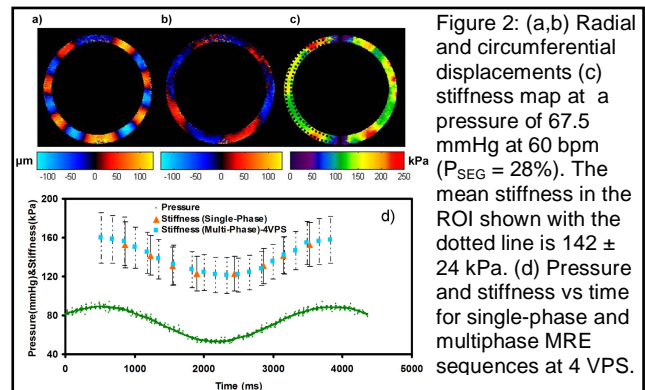 a) b) c)
µm -100 -50 0 50 100 -100 -50 0 50 100 0 50 100 150 200 250 kPa
Pressure(mmHg)&Stiffness(kPa)
200
160
120
80
40
Pressure
Stiffness (Single-Phase)
Stiffness (Multi-Phase)-4VPS
d)
0 1000 2000 3000 4000 5000
Time (ms)
Figure 2: (a,b) Radial
and circumferential
displacements (c)
stiffness map at a
pressure of 67.5
mmHg at 60 bpm
(PSEG = 28%). The
mean stiffness in the
ROI shown with the
dotted line is 142 ±
24 kPa. (d) Pressure
and stiffness vs time
for single-phase and
multiphase MRE
sequences at 4 VPS.